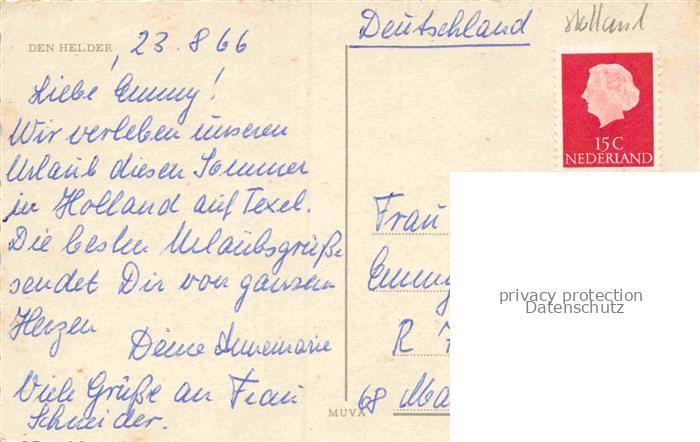 DEN HELDER, 23.8.66
Liebe Emmy!
Wir verleben unseren
Urlaub diesen Sommer
in Holland auf Texel.
Die besten Urlaubsgrüße
sendet Dir von ganzem
Herzen
Deine Annemarie
Viele Grüße an Frau
Schneider.
MUVA
Deutschland
Holland
15 C
NEDERLAND
Frau
Emmy
R
68 Ma
privacy protection
Datenschutz